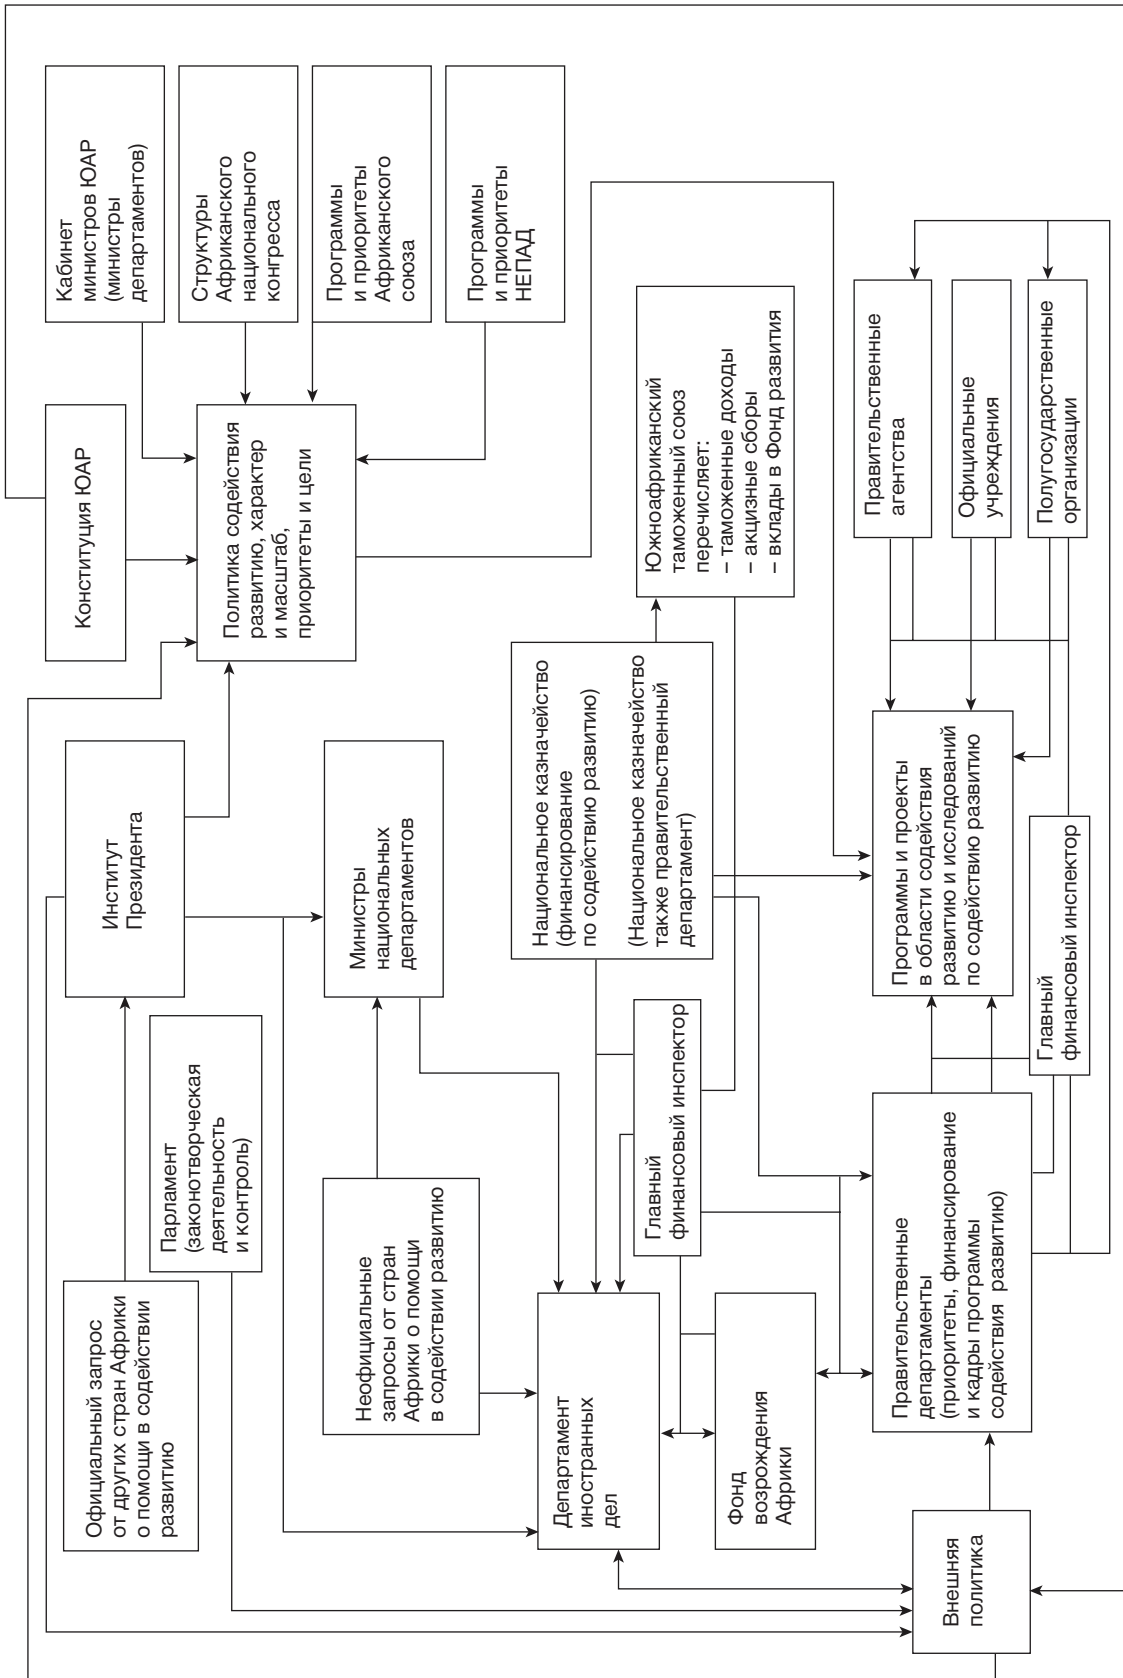 Официальный запрос
от других стран Африки
о помощи в содействии
развитию
Парламент
(законотворческая
деятельность
и контроль)
Институт
Президента
Конституция ЮАР
Кабинет
министров ЮАР
(министры
департаментов)
Структуры
Африканского
национального
конгресса
Программы
и приоритеты
Африканского
союза
Программы
и приоритеты
НЕПАД
Политика содействия
развитию, характер
и масштаб,
приоритеты и цели
Неофициальные
запросы от стран
Африки о помощи
в содействии развитию
Министры
национальных
департаментов
Департамент
иностранных
дел
Главный
финансовый инспектор
Национальное казначейство
(финансирование
по содействию развитию)
(Национальное казначейство
также правительственный
департамент)
Южноафриканский
таможенный союз
перечисляет:
– таможенные доходы
– акцизные сборы
– вклады в Фонд развития
Фонд
возрождения
Африки
Внешняя
политика
Правительственные
департаменты
(приоритеты, финансирование
и кадры программы
содействия развитию)
Главный
финансовый инспектор
Программы и проекты
в области содействия
развитию и исследований
по содействию развитию
Правительственные
агентства
Официальные
учреждения
Полугосударственные
организации